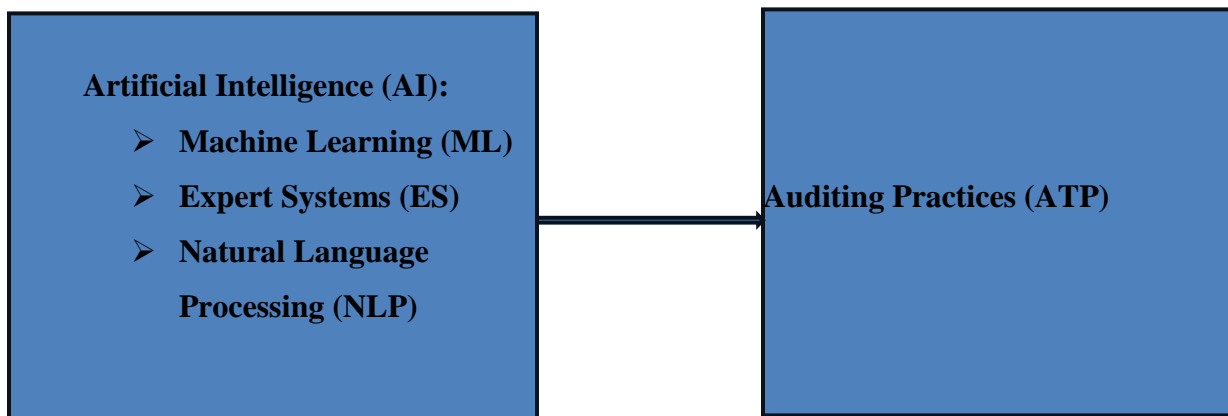 Artificial Intelligence (AI):
➢ Machine Learning (ML)
➢ Expert Systems (ES)
➢ Natural Language
Processing (NLP)
Auditing Practices (ATP)